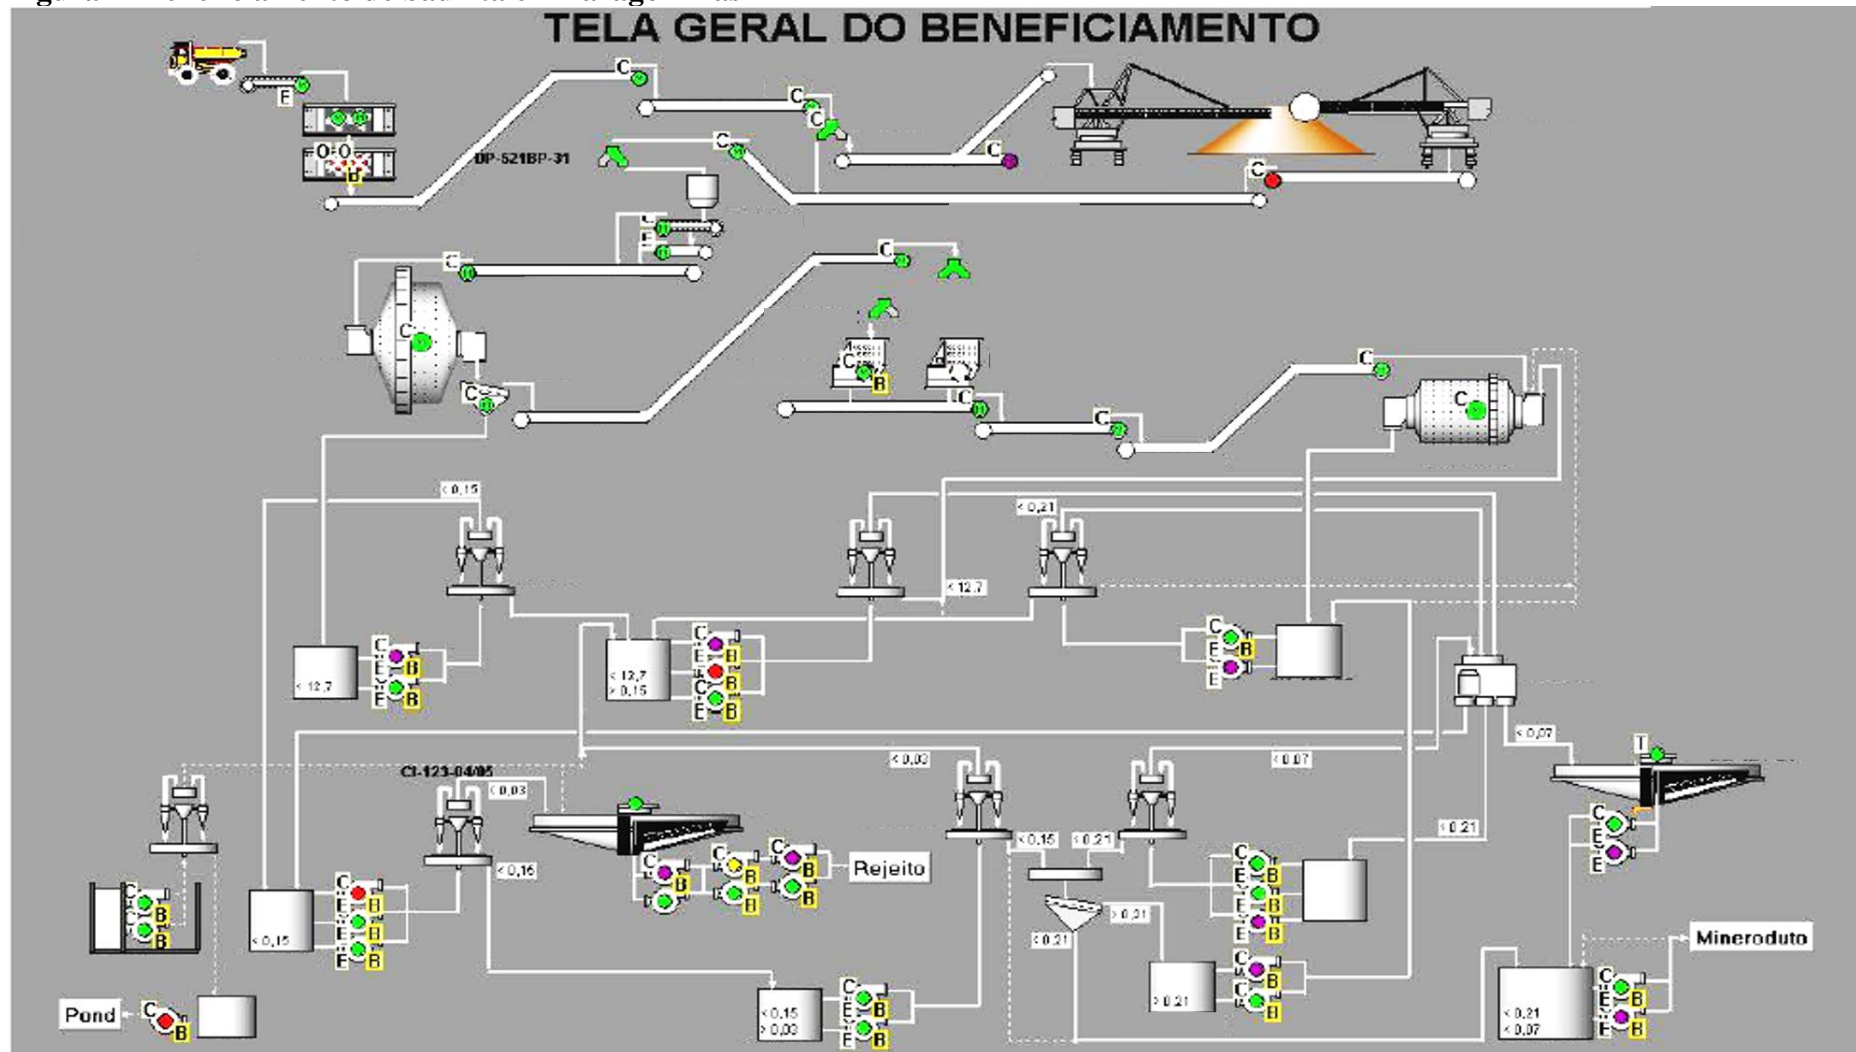 TELA GERAL DO BENEFICIAMENTO
C
C
C
E
C
O-O
DP-521BP-31
C
C
C
B
E
C
C
C
C
C
B
C
C
C
C
< 0,15
< 0,21
< 12,7
C
E
B
E
B
< 12,7
C
E
B
B
C
E
B
< 12,7
> 0,15
C
E
B
E
< 0,07
T
< 0,03
< 0,07
CI-123-04/05
< 0,03
< 0,15
< 0,21
< 0,21
C
E
E
C
B
C
B
C
B
B
B
Rejeito
< 0,16
C
E
B
E
B
E
B
C
E
B
E
B
B
C
B
C
B
< 0,15
> 0,21
< 0,21
Mineroduto
C
B
C
B
> 0,21
C
E
B
E
B
< 0,21
< 0,07
C
E
B
E
B
< 0,15
> 0,03
Pond
C
B